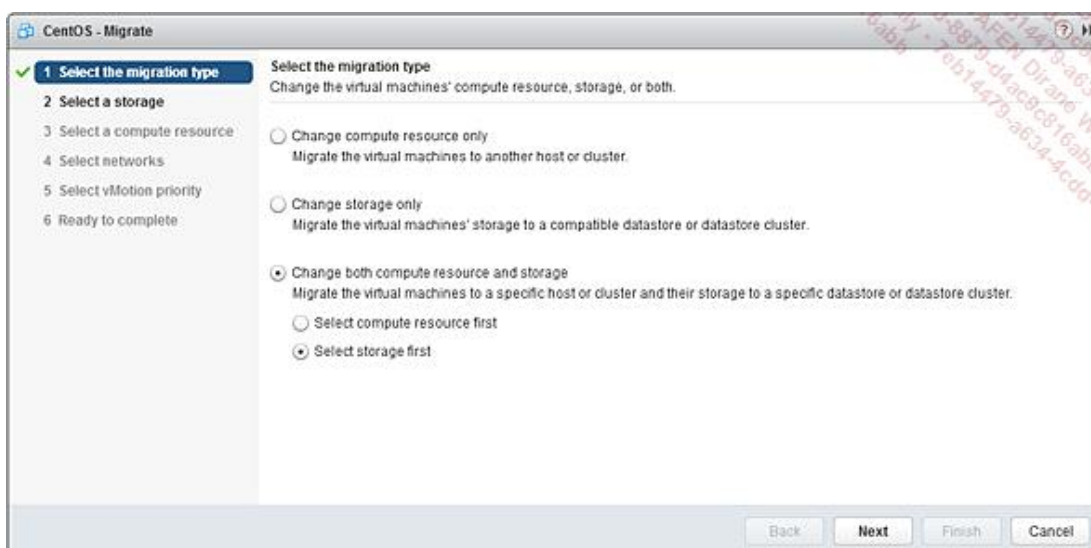 CentOS - Migrate
1 Select the migration type
2 Select a storage
3 Select a compute resource
4 Select networks
5 Select vMotion priority
6 Ready to complete
Select the migration type
Change the virtual machines' compute resource, storage, or both.
Change compute resource only
Migrate the virtual machines to another host or cluster.
Change storage only
Migrate the virtual machines' storage to a compatible datastore or datastore cluster.
Change both compute resource and storage
Migrate the virtual machines to a specific host or cluster and their storage to a specific datastore or datastore cluster.
Select compute resource first
Select storage first
Back
Next
Finish
Cancel